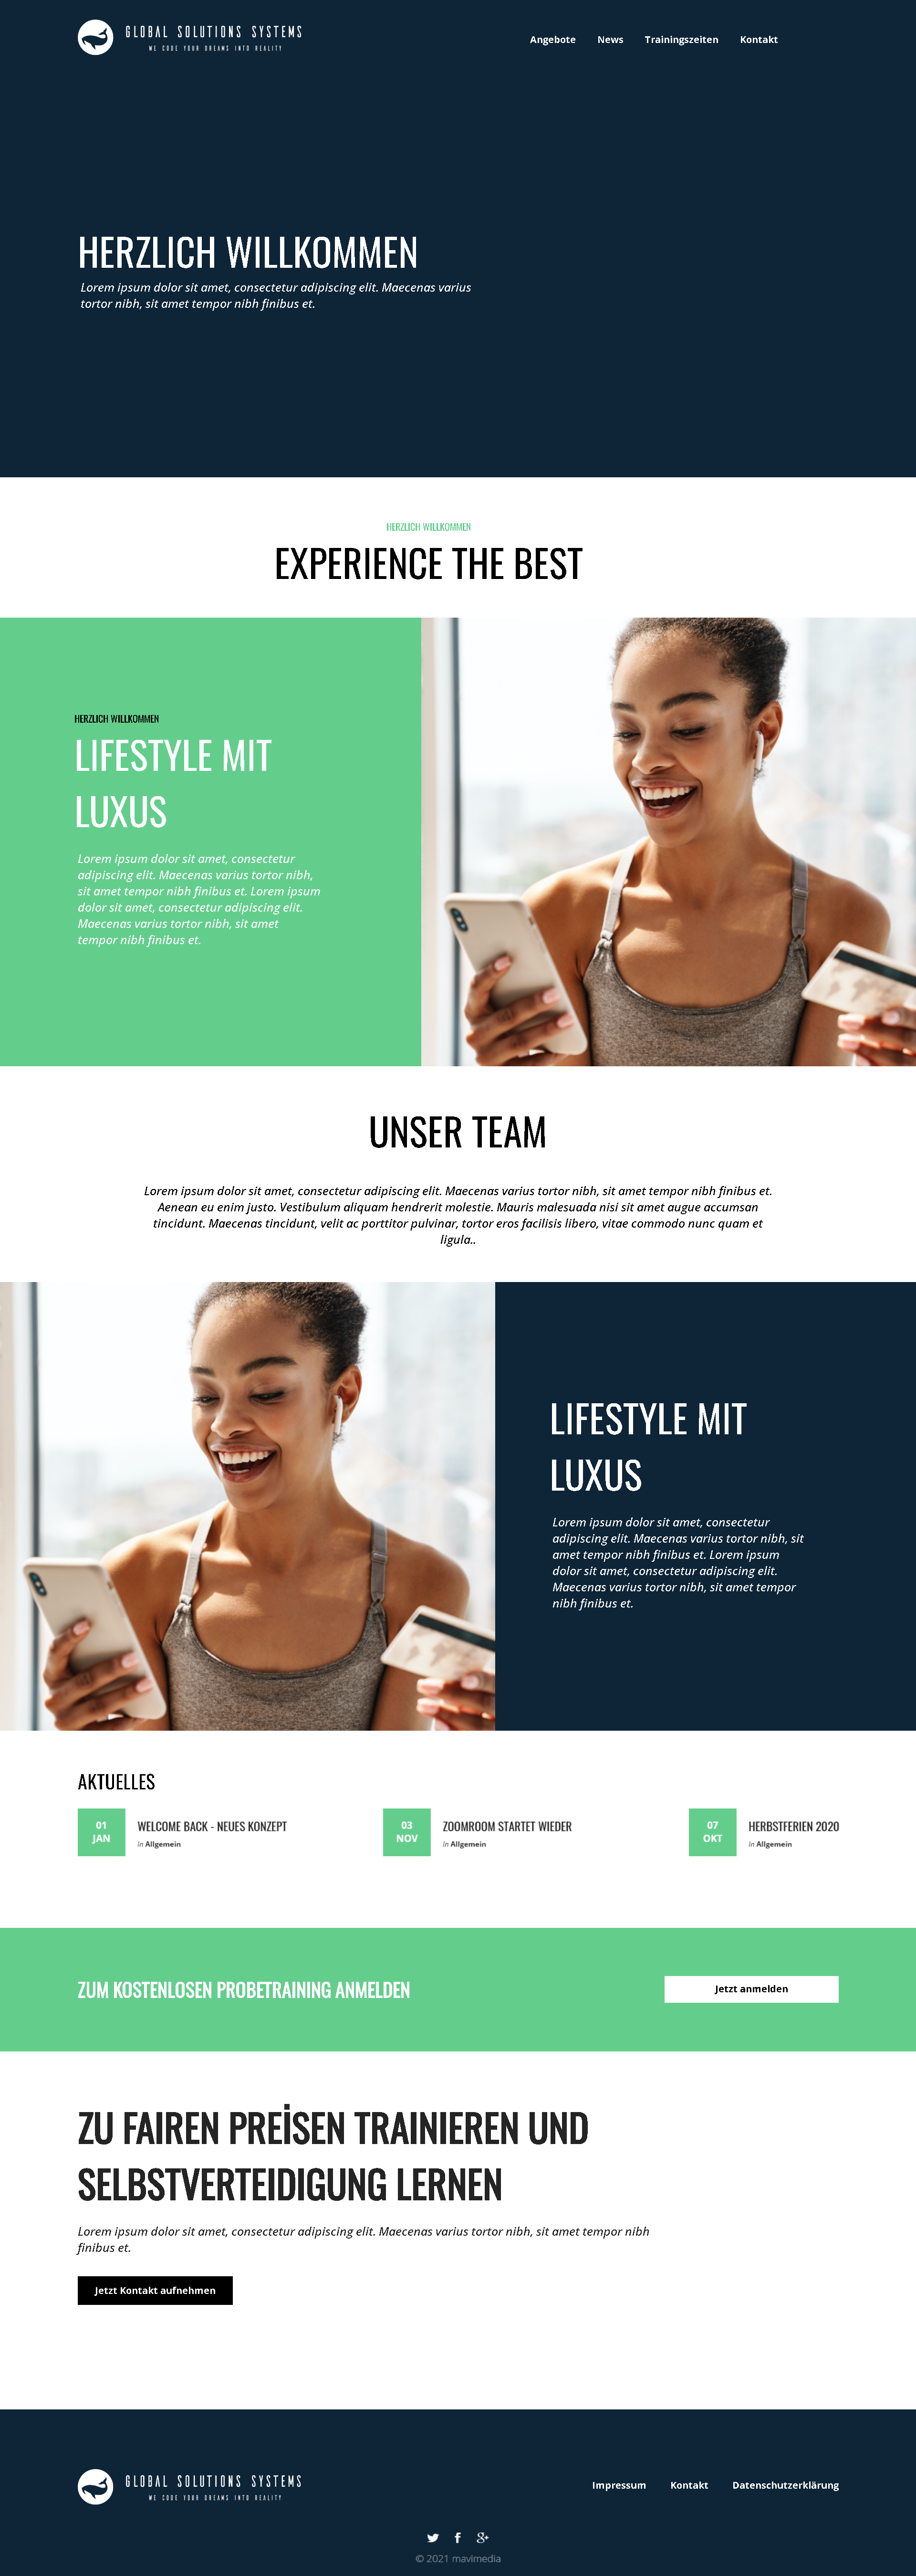 GLOBAL SOLUTIONS SYSTEMS
WE CODE YOUR DREAMS INTO REALITY
Angebote News Trainingszeiten Kontakt
HERZLICH WILLKOMMEN
Lorem ipsum dolor sit amet, consectetur adipiscing elit. Maecenas varius
tortor nibh, sit amet tempor nibh finibus et.
HERZLICH WILLKOMMEN
EXPERIENCE THE BEST
HERZLICH WILLKOMMEN
LIFESTYLE MIT
LUXUS
Lorem ipsum dolor sit amet, consectetur
adipiscing elit. Maecenas varius tortor nibh,
sit amet tempor nibh finibus et. Lorem ipsum
dolor sit amet, consectetur adipiscing elit.
Maecenas varius tortor nibh, sit amet
tempor nibh finibus et.
UNSER TEAM
Lorem ipsum dolor sit amet, consectetur adipiscing elit. Maecenas varius tortor nibh, sit amet tempor nibh finibus et.
Aenean eu enim justo. Vestibulum aliquam hendrerit molestie. Mauris malesuada nisi sit amet augue accumsan
tincidunt. Maecenas tincidunt, velit ac porttitor pulvinar, tortor eros facilisis libero, vitae commodo nunc quam et
ligula..
LIFESTYLE MIT
LUXUS
Lorem ipsum dolor sit amet, consectetur
adipiscing elit. Maecenas varius tortor nibh, sit
amet tempor nibh finibus et. Lorem ipsum
dolor sit amet, consectetur adipiscing elit.
Maecenas varius tortor nibh, sit amet tempor
nibh finibus et.
AKTUELLES
01
JAN
WELCOME BACK - NEUES KONZEPT
in Allgemein
03
NOV
ZOOMROOM STARTET WIEDER
in Allgemein
07
OKT
HERBSTFERIEN 2020
in Allgemein
ZUM KOSTENLOSEN PROBETRAINING ANMELDEN
Jetzt anmelden
ZU FAIREN PREİSEN TRAINIEREN UND
SELBSTVERTEIDIGUNG LERNEN
Lorem ipsum dolor sit amet, consectetur adipiscing elit. Maecenas varius tortor nibh, sit amet tempor nibh
finibus et.
Jetzt Kontakt aufnehmen
GLOBAL SOLUTIONS SYSTEMS
WE CODE YOUR DREAMS INTO REALITY
Impressum Kontakt Datenschutzerklärung
© 2021 mavimedia